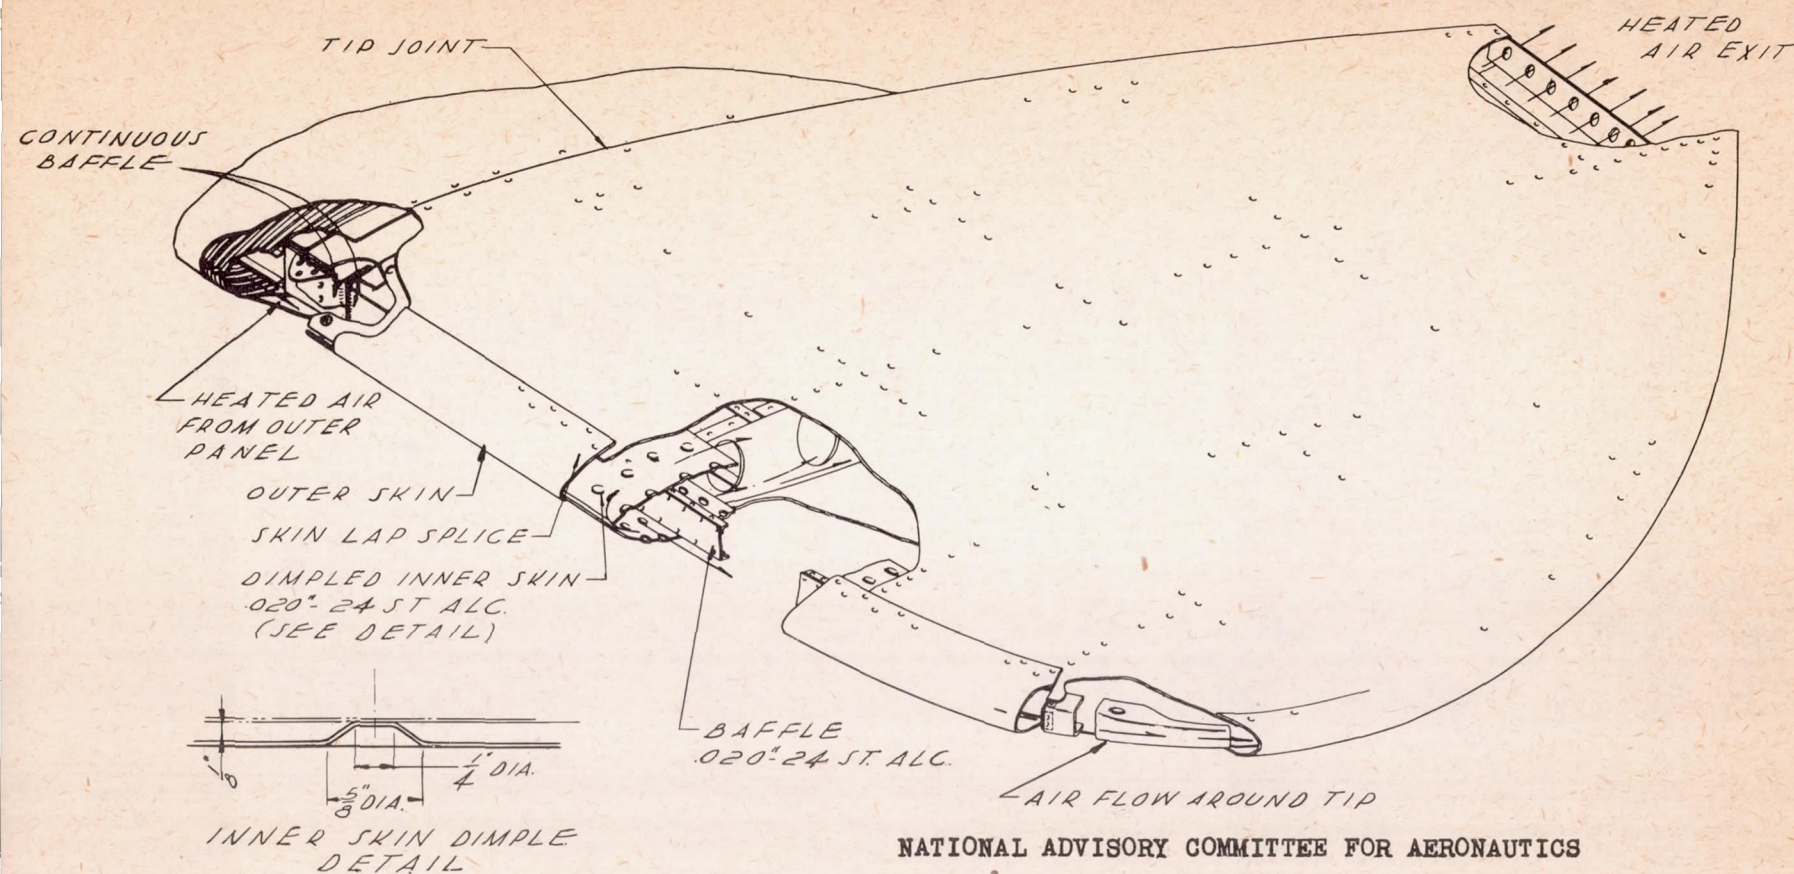 TIP JOINT
HEATED
AIR EXIT
CONTINUOUS
BAFFLE
HEATED AIR
FROM OUTER
PANEL
OUTER SKIN
SKIN LAP SPLICE
DIMPLED INNER SKIN
.020"- 24 ST ALC.
(SEE DETAIL)
BAFFLE
.020"-24 ST. ALC.
1/8"
1/4" DIA.
5/8" DIA.
AIR FLOW AROUND TIP
INNER SKIN DIMPLE
DETAIL
NATIONAL ADVISORY COMMITTEE FOR AERONAUTICS